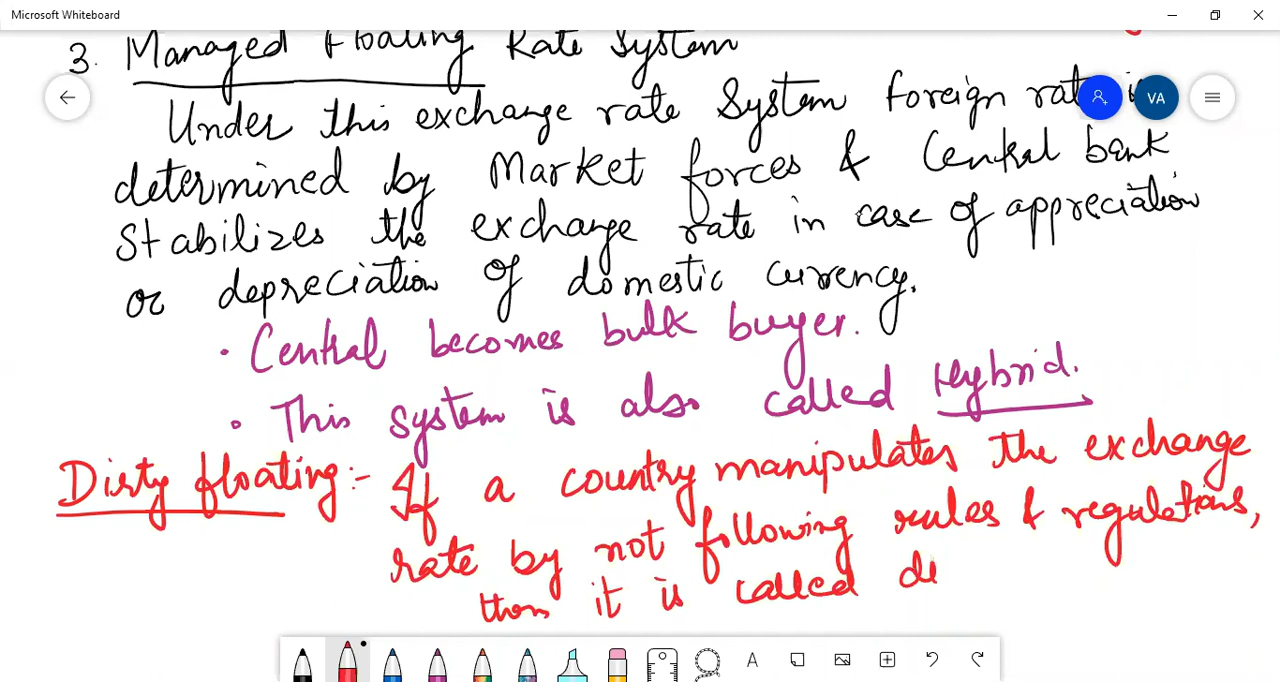 Microsoft Whiteboard
3. Managed Floating Rate System
VA
Under this exchange rate System foreign rate is
determined by Market forces & Central bank
Stabilizes the exchange rate in case of appreciation
or depreciation of domestic currency.
• Central becomes bulk buyer.
• This system is also called Hybrid.
Dirty floating :- If a country manipulates the exchange
rate by not following rules & regulations,
then it is called di
A